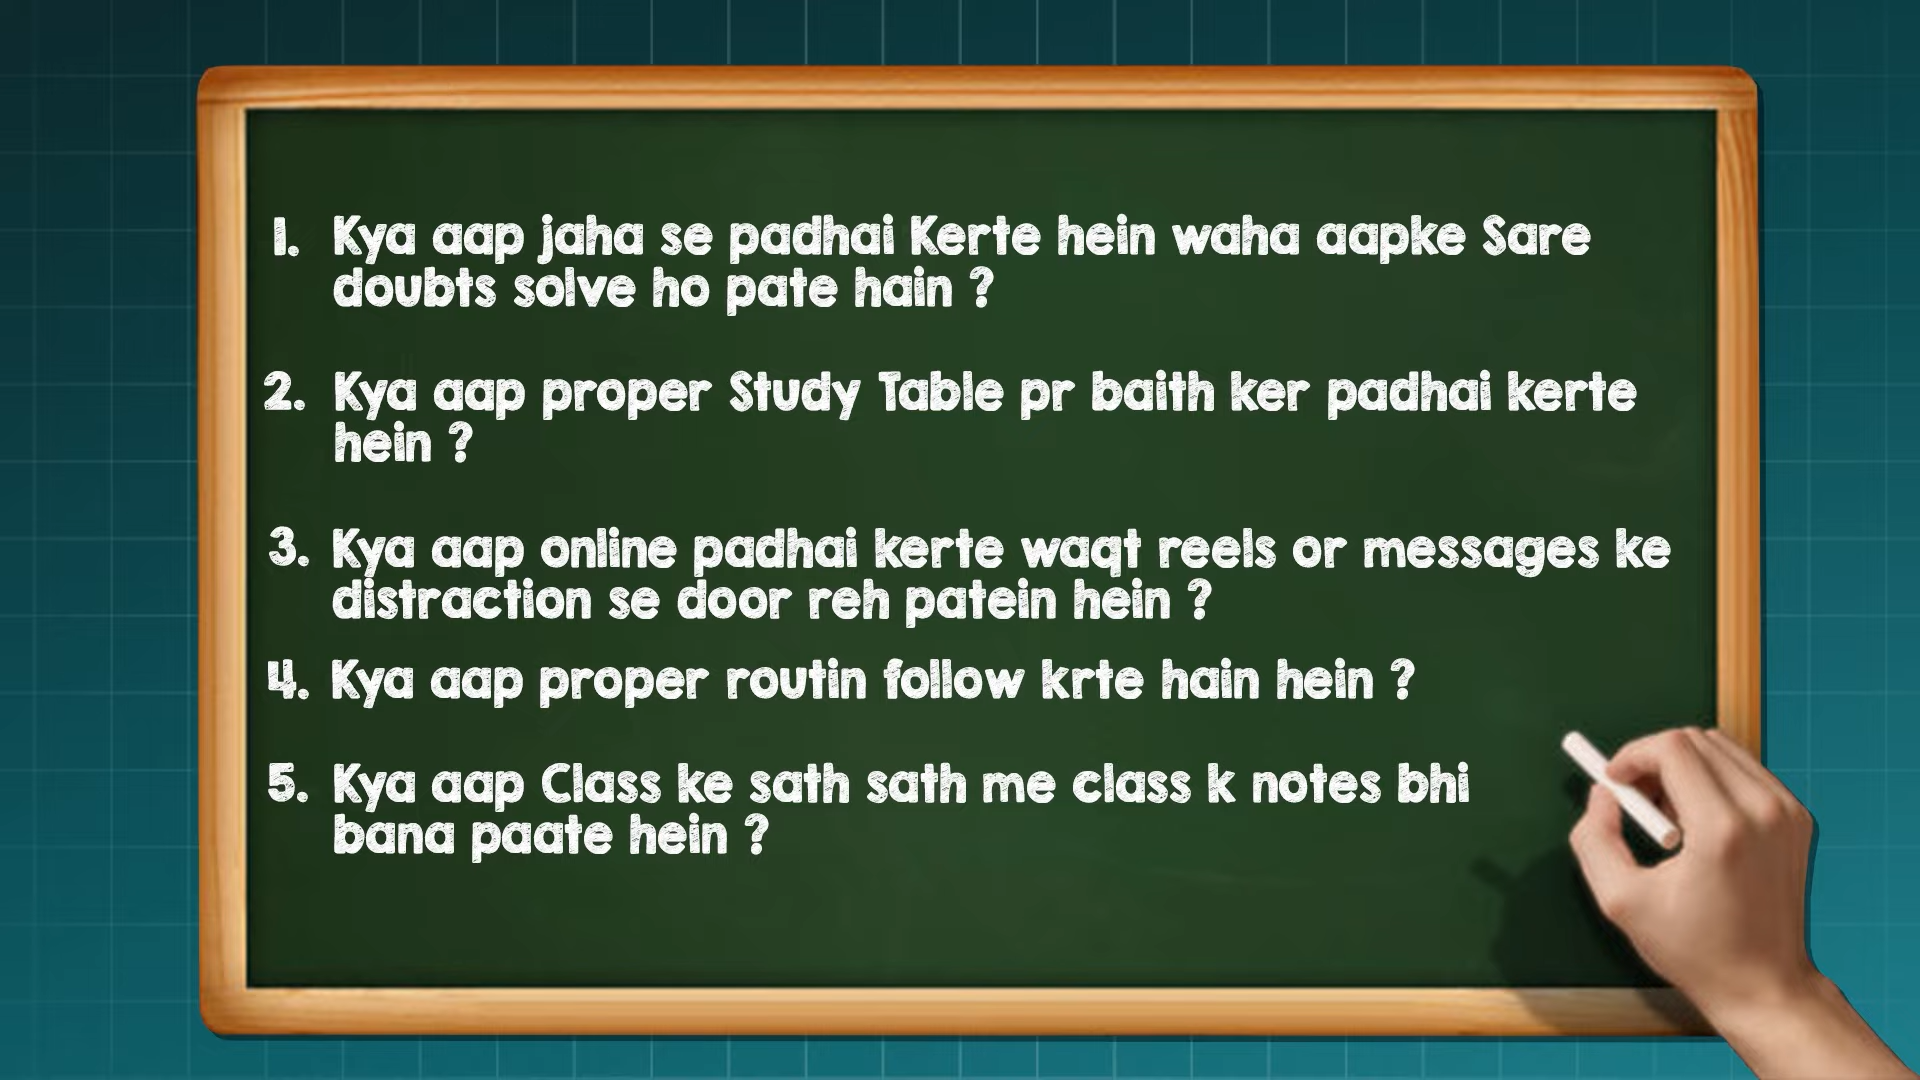 1. Kya aap jaha se padhai Kerte hein waha aapke Sare
doubts solve ho pate hain ?
2. Kya aap proper Study Table pr baith ker padhai kerte
hein ?
3. Kya aap online padhai kerte waqt reels or messages ke
distraction se door reh patein hein ?
4. Kya aap proper routin follow krte hain hein ?
5. Kya aap Class ke sath sath me class k notes bhi
bana paate hein ?